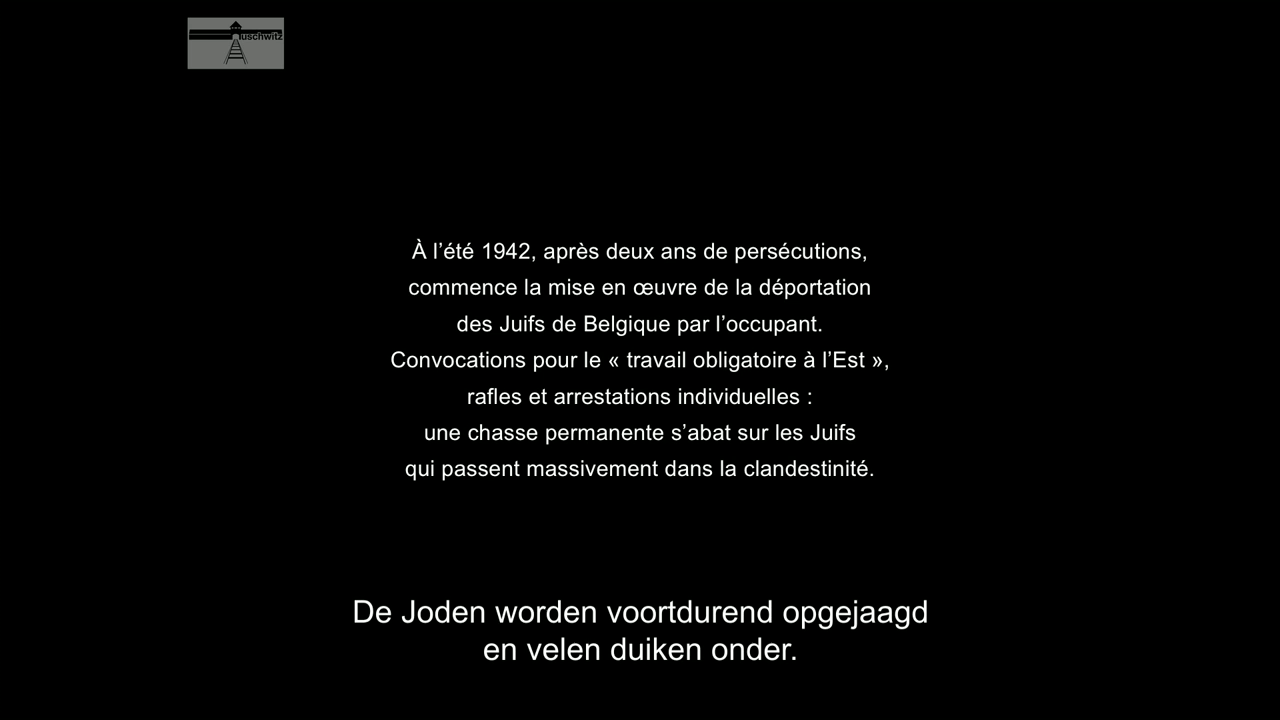 uschwitz
À l’été 1942, après deux ans de persécutions,
commence la mise en œuvre de la déportation
des Juifs de Belgique par l’occupant.
Convocations pour le « travail obligatoire à l’Est »,
rafles et arrestations individuelles :
une chasse permanente s’abat sur les Juifs
qui passent massivement dans la clandestinité.
De Joden worden voortdurend opgejaagd
en velen duiken onder.